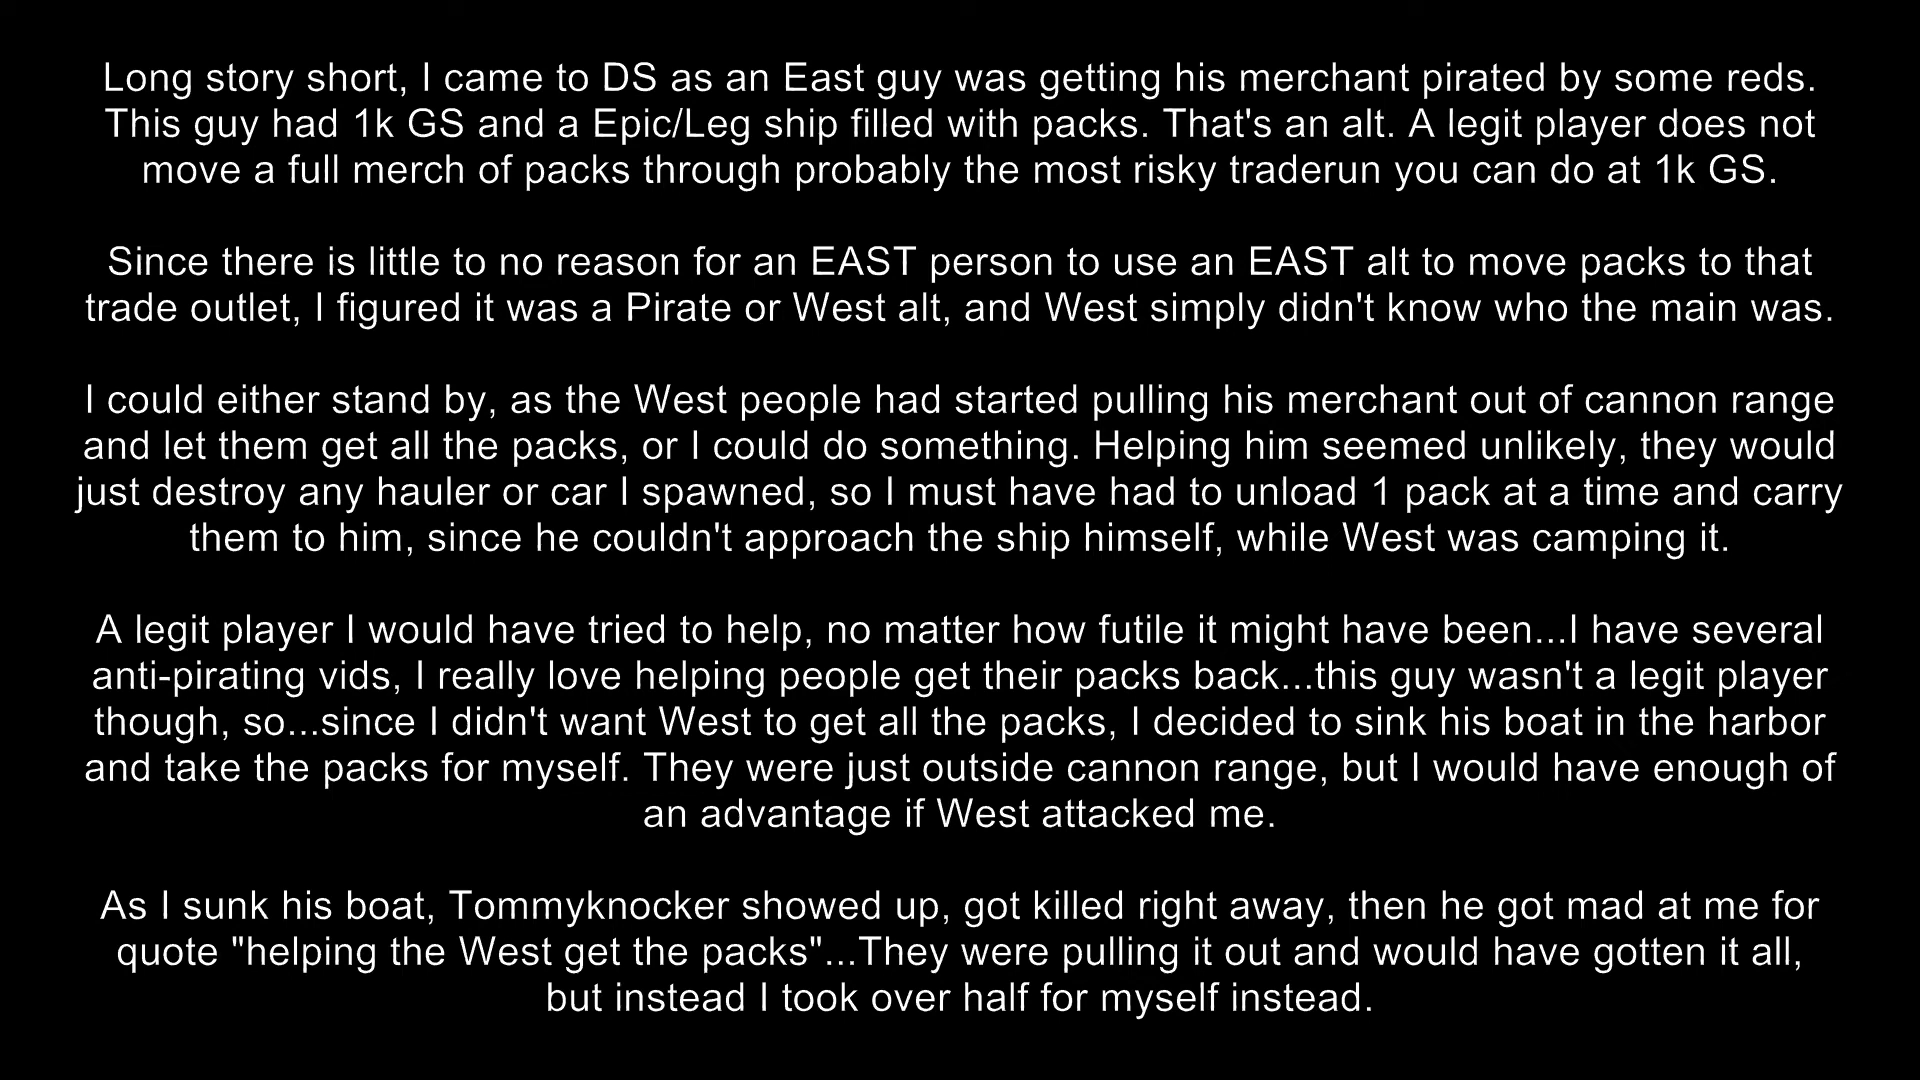 Long story short, I came to DS as an East guy was getting his merchant pirated by some reds.
This guy had 1k GS and a Epic/Leg ship filled with packs. That's an alt. A legit player does not
move a full merch of packs through probably the most risky traderun you can do at 1k GS.
Since there is little to no reason for an EAST person to use an EAST alt to move packs to that
trade outlet, I figured it was a Pirate or West alt, and West simply didn't know who the main was.
I could either stand by, as the West people had started pulling his merchant out of cannon range
and let them get all the packs, or I could do something. Helping him seemed unlikely, they would
just destroy any hauler or car I spawned, so I must have had to unload 1 pack at a time and carry
them to him, since he couldn't approach the ship himself, while West was camping it.
A legit player I would have tried to help, no matter how futile it might have been...I have several
anti-pirating vids, I really love helping people get their packs back...this guy wasn't a legit player
though, so...since I didn't want West to get all the packs, I decided to sink his boat in the harbor
and take the packs for myself. They were just outside cannon range, but I would have enough of
an advantage if West attacked me.
As I sunk his boat, Tommyknocker showed up, got killed right away, then he got mad at me for
quote "helping the West get the packs"...They were pulling it out and would have gotten it all,
but instead I took over half for myself instead.